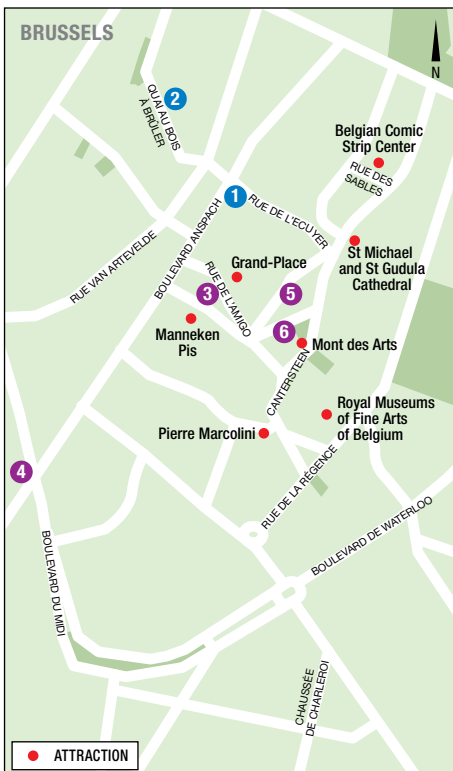 BRUSSELS
N
2
QUAI AU BOIS
À BRÛLER
Belgian Comic
Strip Center
RUE DES
SABLES
1
RUE DE L'ECUYER
BOULEVARD ANSPACH
RUE VAN ARTEVELDE
St Michael
and St Gudula
Cathedral
Grand-Place
3
RUE DE L'AMIGO
5
Manneken
Pis
6
Mont des Arts
CANTERSTEEN
Royal Museums
of Fine Arts
of Belgium
Pierre Marcolini
4
RUE DE LA RÉGENCE
BOULEVARD DE WATERLOO
BOULEVARD DU MIDI
CHAUSSÉE
DE CHARLEROI
ATTRACTION